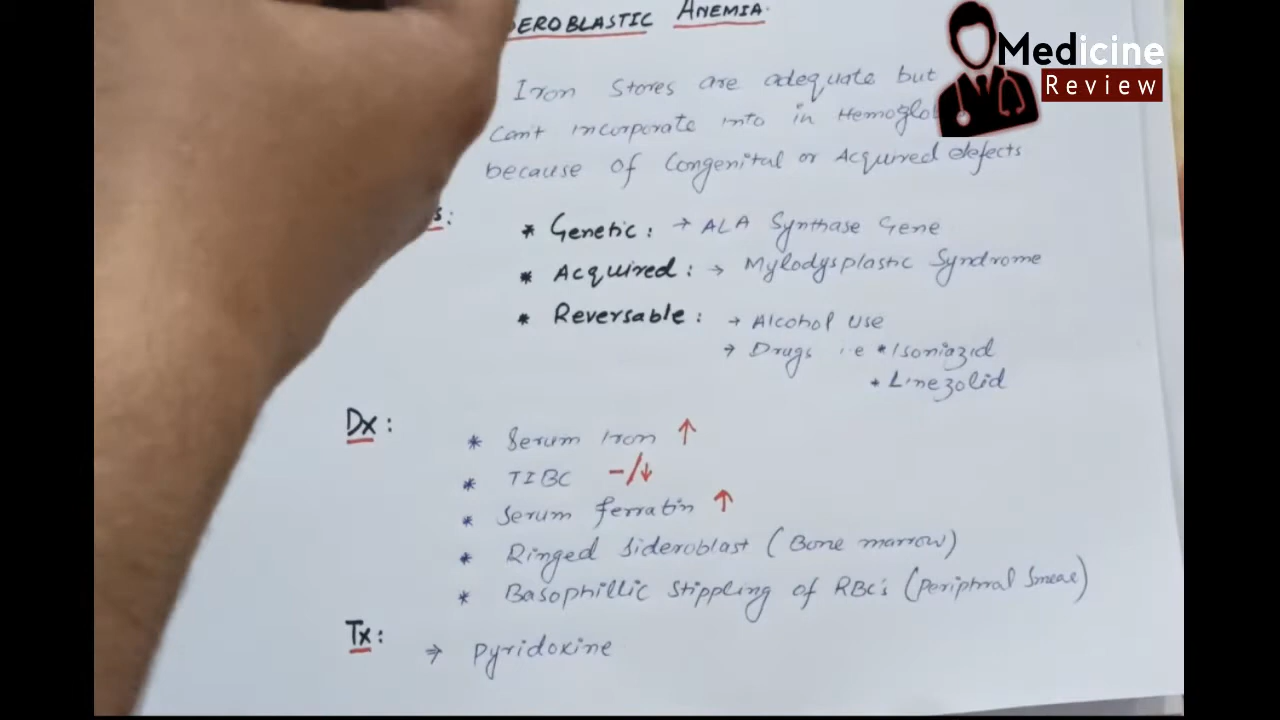 DEROBLASTIC ANEMIA.
Medicine
Review
Iron Stores are adequate but
Can't incorporate into in Hemoglo
because of Congenital or Acquired defects
s:
* Genetic: → ALA Synthase Gene
* Acquired: → Mylodysplastic Syndrome
* Reversable: → Alcohol Use
→ Drugs i.e * Isoniazid
* Linezolid
Dx:
* Serum Iron ↑
* TIBC -/↓
* Serum ferratin ↑
* Ringed Sideroblast (Bone marrow)
* Basophillic Stippling of RBC's (Peripheral Smear)
Tx:
⇒ Pyridoxine